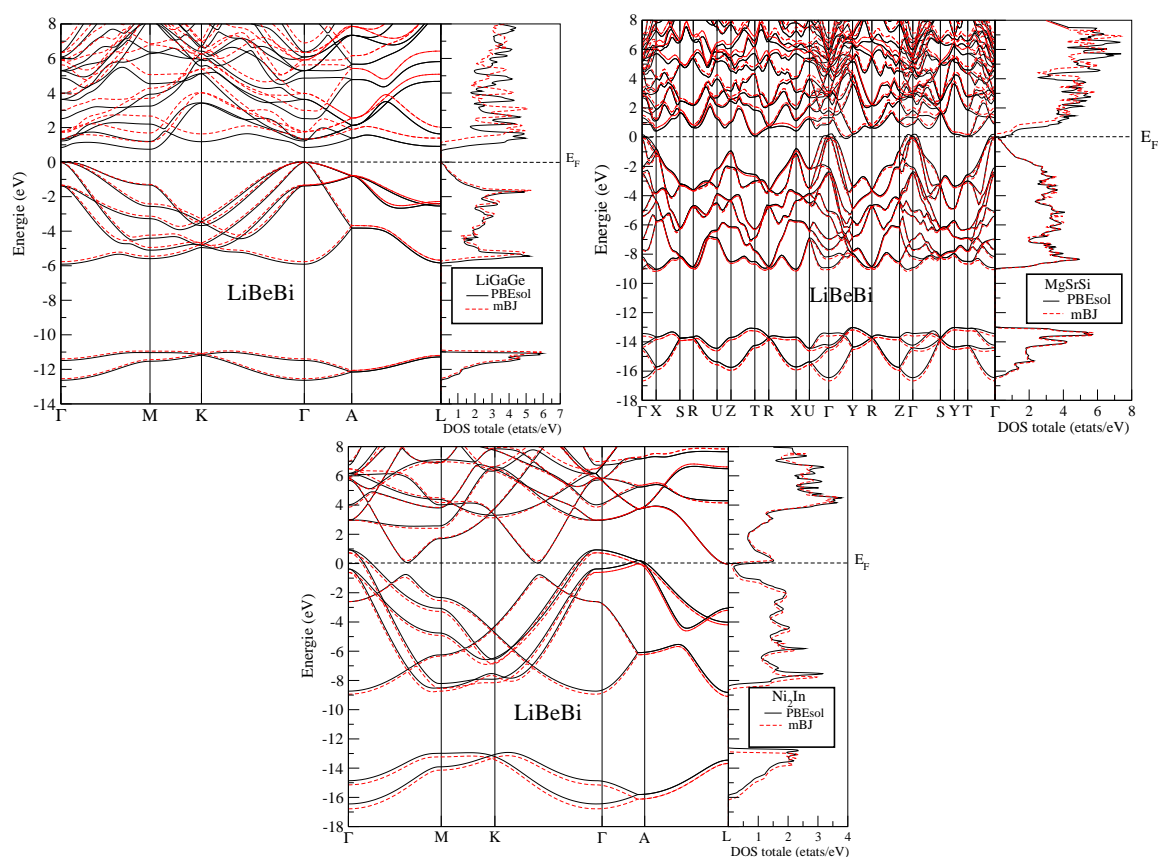 8
6
4
2
0
-2
-4
-6
-8
-10
-12
-14
Energie (eV)
LiBeBi
E_F
LiGaGe
PBEsol
mBJ
Γ M K Γ A L
1 2 3 4 5 6 7
DOS totale (etats/eV)
8
6
4
2
0
-2
-4
-6
-8
-10
-12
-14
-16
-18
Energie (eV)
LiBeBi
E_F
MgSrSi
PBEsol
mBJ
Γ X S R U Z T R X U Γ Y R Z Γ S Y T Γ
2 4 6 8
DOS totale (etats/eV)
8
6
4
2
0
-2
-4
-6
-8
-10
-12
-14
-16
-18
Energie (eV)
LiBeBi
E_F
Ni₂In
PBEsol
mBJ
Γ M K Γ A L
1 2 3 4
DOS totale (etats/eV)